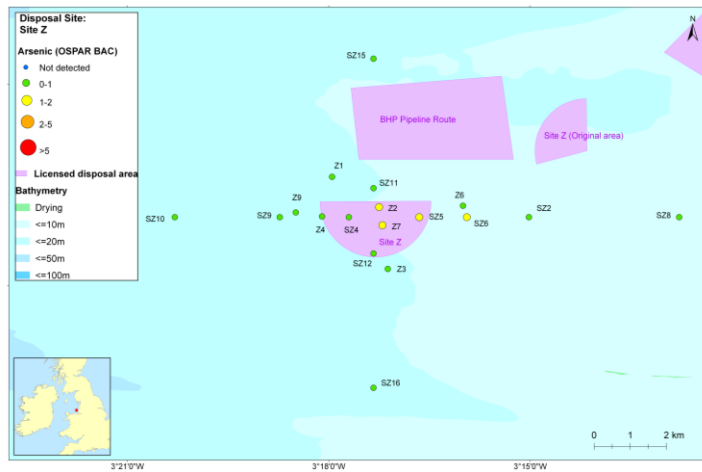 Disposal Site:
Site Z
Arsenic (OSPAR BAC)
Not detected
0-1
1-2
2-5
>5
Licensed disposal area
Bathymetry
Drying
<=10m
<=20m
<=50m
<=100m
N
SZ15
BHP Pipeline Route
Site Z (Original area)
Z1
SZ11
Z9
Z2
Z6
SZ10
SZ9
Z4
SZ4
SZ5
SZ6
SZ2
SZ8
Z7
Site Z
SZ12
Z3
SZ16
0 1 2 km
3°21'0"W
3°18'0"W
3°15'0"W